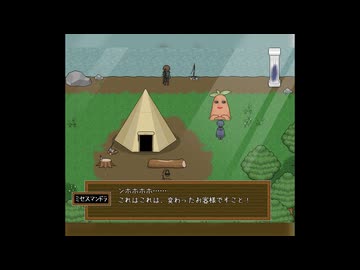 ンホホホホ……
ミセスマンドラ
これはこれは、変わったお客様ですこと！